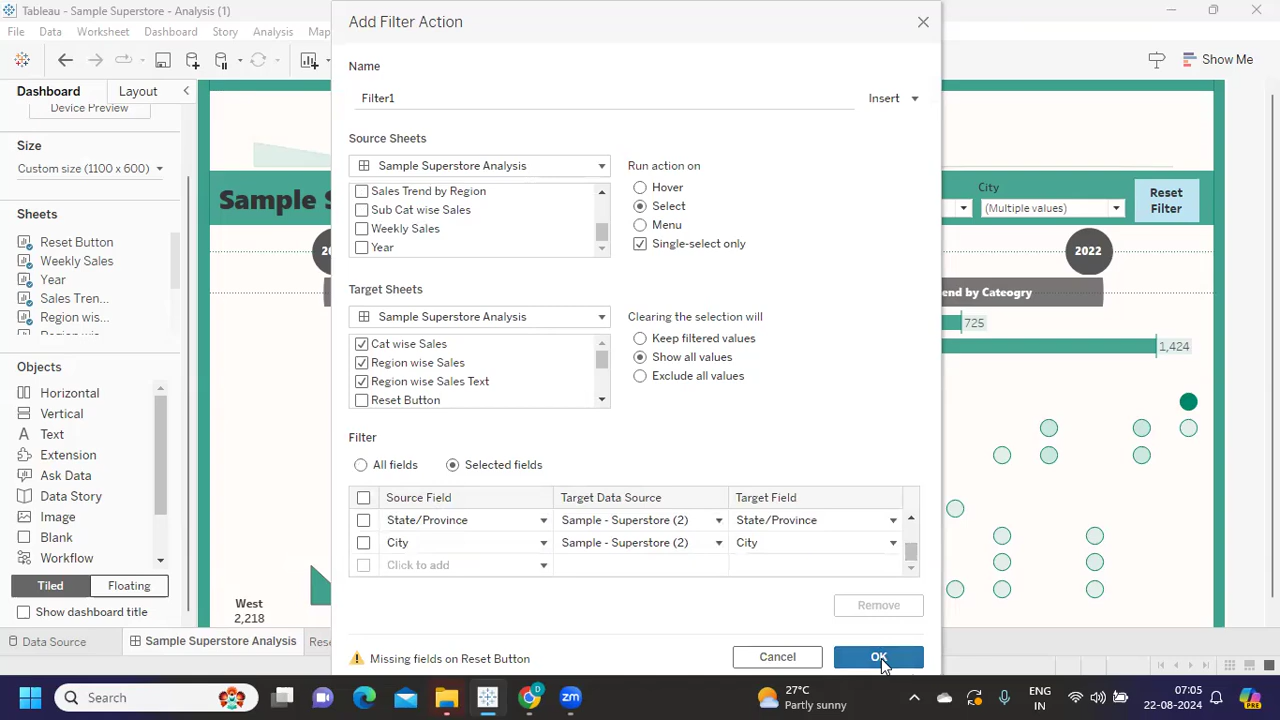 Tableau - Sample Superstore - Analysis (1)
File Data Worksheet Dashboard Story Analysis Map
Show Me
Dashboard Layout
Device Preview
Size
Custom size (1100 x 600)
Sheets
Reset Button
Weekly Sales
Year
Sales Tren...
Region wis...
Objects
Horizontal
Vertical
Text
Extension
Ask Data
Data Story
Image
Blank
Workflow
Tiled Floating
Show dashboard title
Data Source Sample Superstore Analysis Rese
Sample S
West
2,218
Add Filter Action
Name
Filter1 Insert
Source Sheets
Sample Superstore Analysis
Sales Trend by Region
Sub Cat wise Sales
Weekly Sales
Year
Run action on
Hover
Select
Menu
Single-select only
Target Sheets
Sample Superstore Analysis
Cat wise Sales
Region wise Sales
Region wise Sales Text
Reset Button
Clearing the selection will
Keep filtered values
Show all values
Exclude all values
Filter
All fields Selected fields
Source Field Target Data Source Target Field
State/Province Sample - Superstore (2) State/Province
City Sample - Superstore (2) City
Click to add
Remove
Missing fields on Reset Button
Cancel OK
City
(Multiple values)
Reset
Filter
2022
end by Cateogry
725
1,424
Search
27°C
Partly sunny
ENG
IN
07:05
22-08-2024